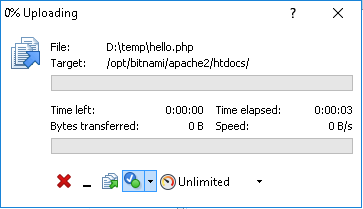 0% Uploading
File: D:\temp\hello.php
Target: /opt/bitnami/apache2/htdocs/
Time left: 0:00:00 Time elapsed: 0:00:03
Bytes transferred: 0 B Speed: 0 B/s
Unlimited